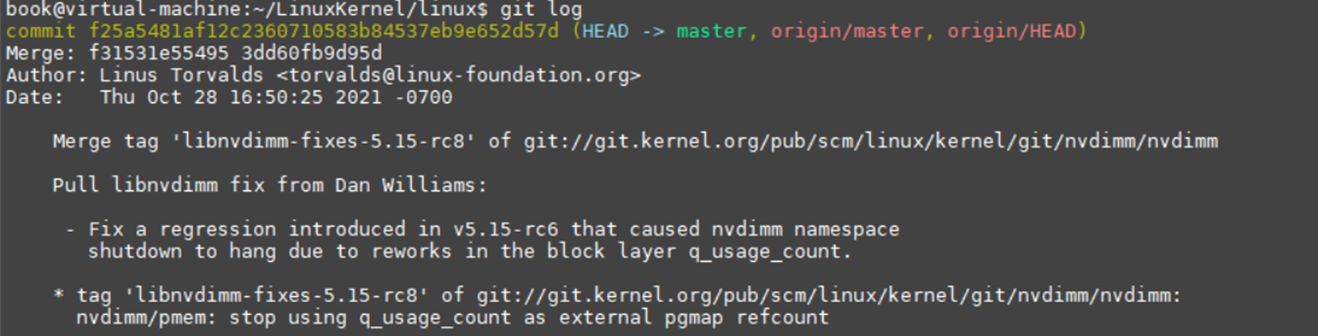 book@virtual-machine:~/LinuxKernel/linux$ git log
commit f25a5481af12c2360710583b84537eb9e652d57d (HEAD -> master, origin/master, origin/HEAD)
Merge: f31531e55495 3dd60fb9d95d
Author: Linus Torvalds <torvalds@linux-foundation.org>
Date:   Thu Oct 28 16:50:25 2021 -0700
Merge tag 'libnvdimm-fixes-5.15-rc8' of git://git.kernel.org/pub/scm/linux/kernel/git/nvdimm/nvdimm
Pull libnvdimm fix from Dan Williams:
- Fix a regression introduced in v5.15-rc6 that caused nvdimm namespace
shutdown to hang due to reworks in the block layer q_usage_count.
* tag 'libnvdimm-fixes-5.15-rc8' of git://git.kernel.org/pub/scm/linux/kernel/git/nvdimm/nvdimm:
nvdimm/pmem: stop using q_usage_count as external pgmap refcount